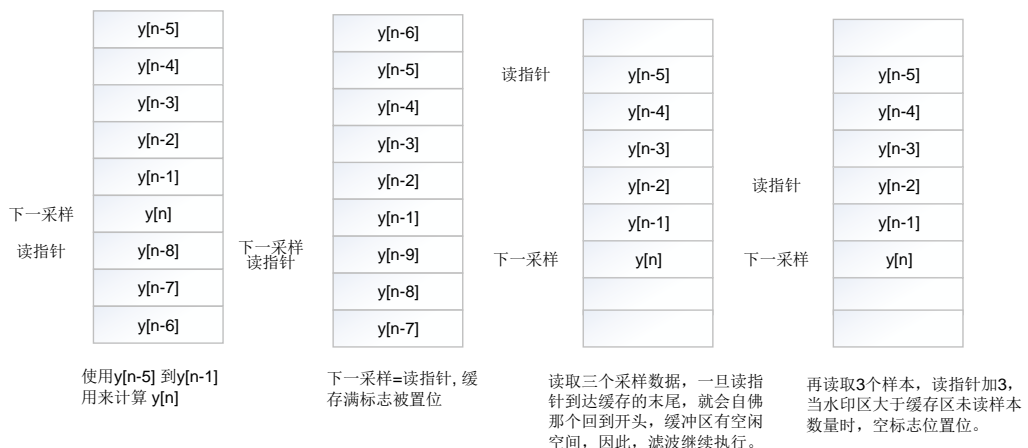 y[n-5]
y[n-4]
y[n-3]
y[n-2]
y[n-1]
下一采样
y[n]
读指针
y[n-8]
y[n-7]
y[n-6]
使用y[n-5] 到y[n-1]
用来计算 y[n]
y[n-6]
y[n-5]
y[n-4]
y[n-3]
y[n-2]
y[n-1]
下一采样
读指针
y[n-9]
y[n-8]
y[n-7]
下一采样=读指针, 缓
存满标志被置位
读指针
y[n-5]
y[n-4]
y[n-3]
y[n-2]
y[n-1]
下一采样
y[n]
读取三个采样数据，一旦读指
针到达缓存的末尾，就会自佛
那个回到开头，缓冲区有空闲
空间，因此，滤波继续执行。
y[n-5]
y[n-4]
y[n-3]
读指针
y[n-2]
y[n-1]
下一采样
y[n]
再读取3个样本，读指针加3，
当水印区大于缓存区未读样本
数量时，空标志位置位。